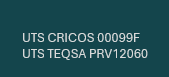 UTS CRICOS 00099F
UTS TEQSA PRV12060